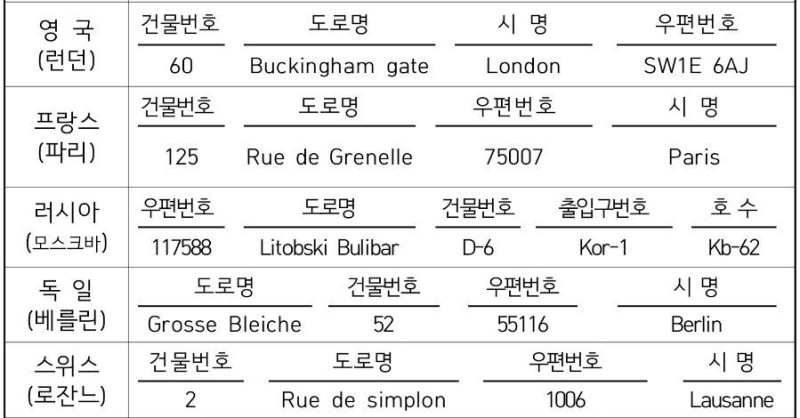 영 국
(런던)
건물번호 도로명 시 명 우편번호
60 Buckingham gate London SW1E 6AJ
프랑스
(파리)
건물번호 도로명 우편번호 시 명
125 Rue de Grenelle 75007 Paris
러시아
(모스크바)
우편번호 도로명 건물번호 출입구번호 호 수
117588 Litobski Bulibar D-6 Kor-1 Kb-62
독 일
(베를린)
도로명 건물번호 우편번호 시 명
Grosse Bleiche 52 55116 Berlin
스위스
(로잔느)
건물번호 도로명 우편번호 시 명
2 Rue de simplon 1006 Lausanne